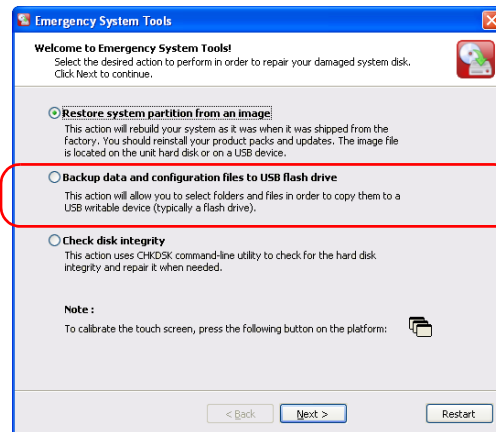 Emergency System Tools
Welcome to Emergency System Tools!
Select the desired action to perform in order to repair your damaged system disk.
Click Next to continue.
Restore system partition from an image
This action will rebuild your system as it was when it was shipped from the
factory. You should reinstall your product packs and updates. The image file
is located on the unit hard disk or on a USB device.
Backup data and configuration files to USB flash drive
This action will allow you to select folders and files in order to copy them to a
USB writable device (typically a flash drive).
Check disk integrity
This action uses CHKDSK command-line utility to check for the hard disk
integrity and repair it when needed.
Note :
To calibrate the touch screen, press the following button on the platform:
< Back
Next >
Restart